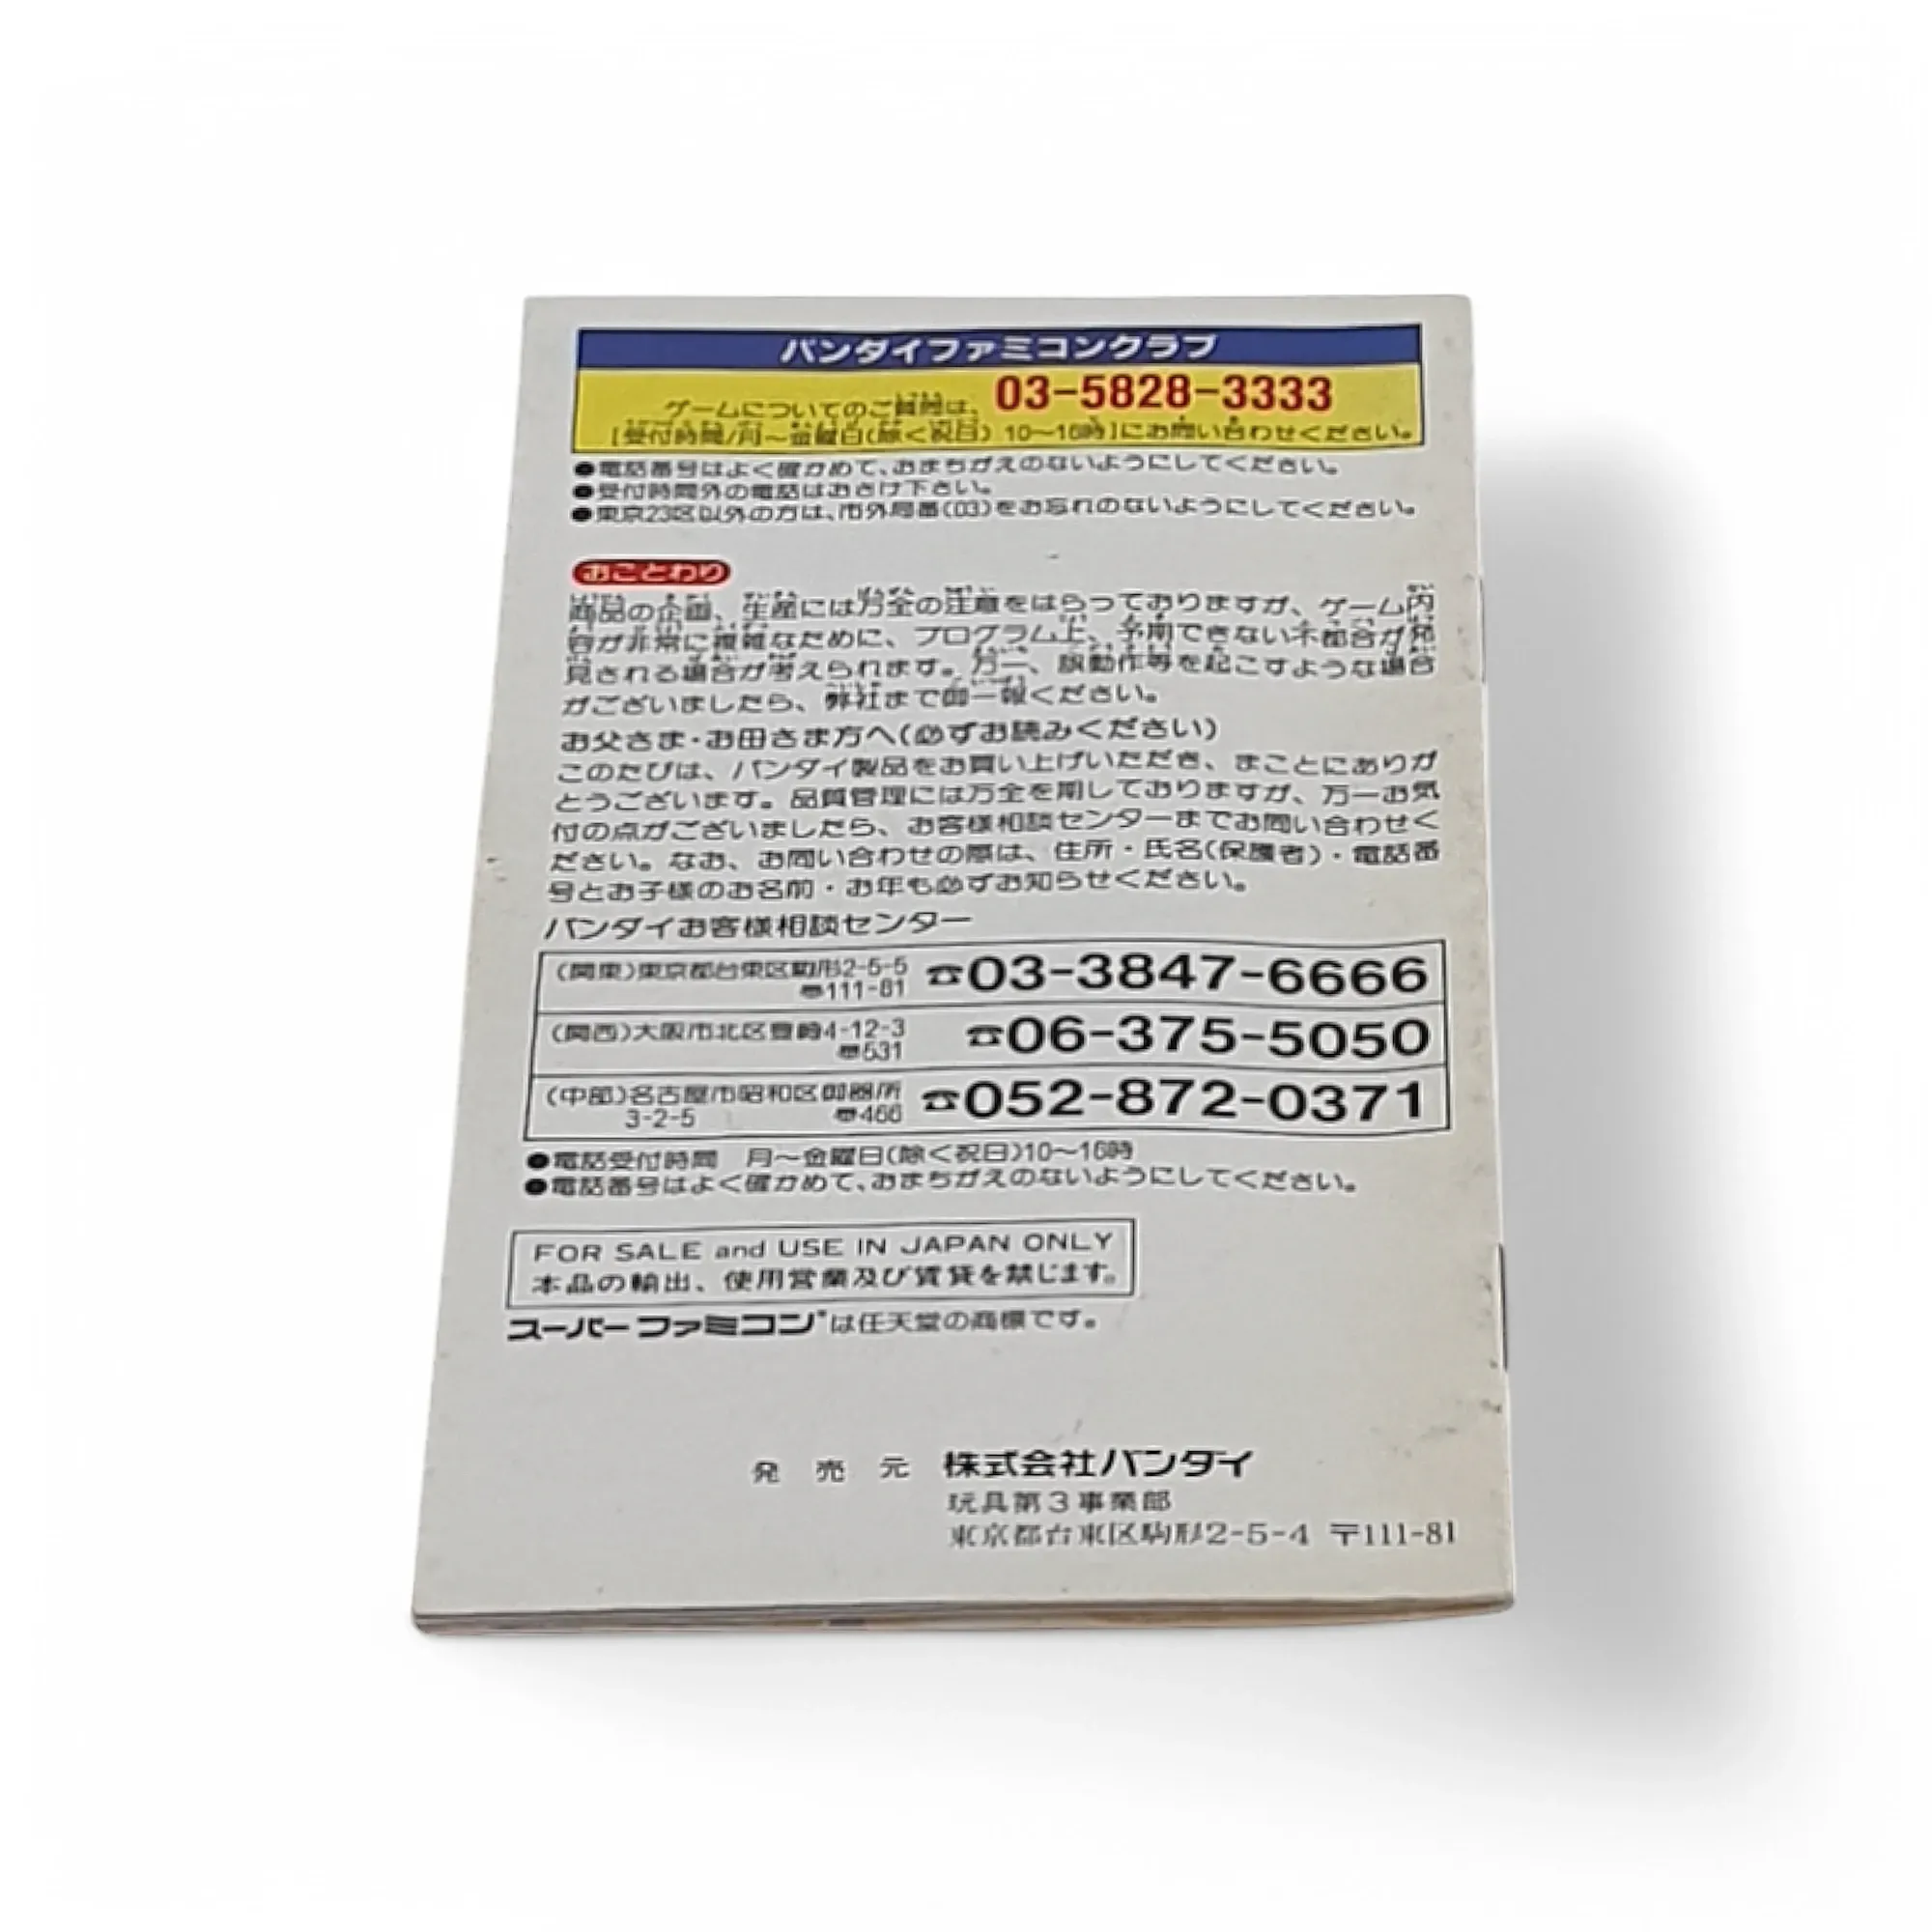 バンダイファミコンクラブ
ゲームについてのご質問は、 03-5828-3333
[受付時間/月〜金曜日(除く祝日) 10〜16時]にお問い合わせください。
●電話番号はよく確かめて、おまちがえのないようにしてください。
●受付時間外の電話はおさけ下さい。
●東京23区以外の方は、市外局番(03)をお忘れのないようにしてください。
おことわり
商品の企画、生産には万全の注意をはらっておりますが、ゲーム内
容が非常に複雑なために、プログラム上、予期できない不都合が発
見される場合が考えられます。万一、誤動作等を起こすような場合
がございましたら、弊社まで御一報ください。
お父さま・お母さま方へ(必ずお読みください)
このたびは、バンダイ製品をお買い上げいただき、まことにありが
とうございます。品質管理には万全を期しておりますが、万一お気
付の点がございましたら、お客様相談センターまでお問い合わせく
ださい。なお、お問い合わせの際は、住所・氏名(保護者)・電話番
号とお子様のお名前・お年も必ずお知らせください。
バンダイお客様相談センター
(関東)東京都台東区駒形2-5-5 ☎03-3847-6666
〠111-81
(関西)大阪市北区豊崎4-12-3 ☎06-375-5050
〠531
(中部)名古屋市昭和区御器所 ☎052-872-0371
3-2-5 〠466
●電話受付時間 月〜金曜日(除く祝日)10〜16時
●電話番号はよく確かめて、おまちがえのないようにしてください。
FOR SALE and USE IN JAPAN ONLY
本品の輸出、使用営業及び賃貸を禁じます。
スーパーファミコンは任天堂の商標です。
発売元 株式会社バンダイ
玩具第3事業部
東京都台東区駒形2-5-4 〒111-81